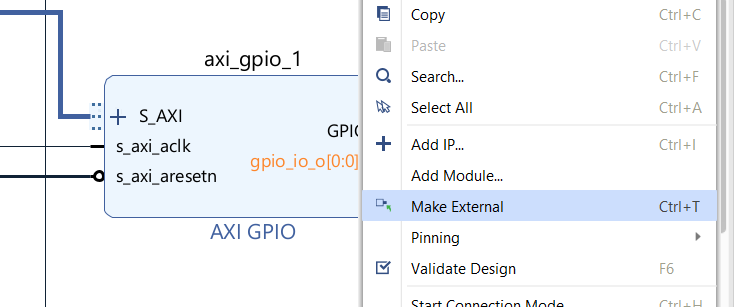 axi_gpio_1
S_AXI
s_axi_aclk
s_axi_aresetn
GPIO
gpio_io_o[0:0]
AXI GPIO
Copy Ctrl+C
Paste Ctrl+V
Search... Ctrl+F
Select All Ctrl+A
Add IP... Ctrl+I
Add Module...
Make External Ctrl+T
Pinning
Validate Design F6
Start Connection Mode Ctrl+H